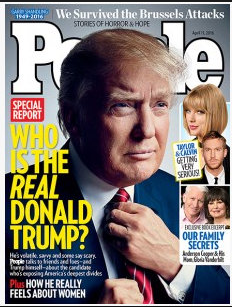 GARRY SHANDLING
1949-2016
We Survived the Brussels Attacks
STORIES OF HORROR & HOPE
April 11, 2016
People
SPECIAL
REPORT
WHO
IS THE
REAL
DONALD
TRUMP?
He's volatile, savvy and some say scary.
People talks to friends and foes—and
Trump himself—about the candidate
who's exposing America's deepest divides
Plus HOW HE REALLY
FEELS ABOUT WOMEN
TAYLOR
& CALVIN
GETTING
VERY
SERIOUS!
EXCLUSIVE BOOK EXCERPT
OUR FAMILY
SECRETS
Anderson Cooper & His
Mom Gloria Vanderbilt